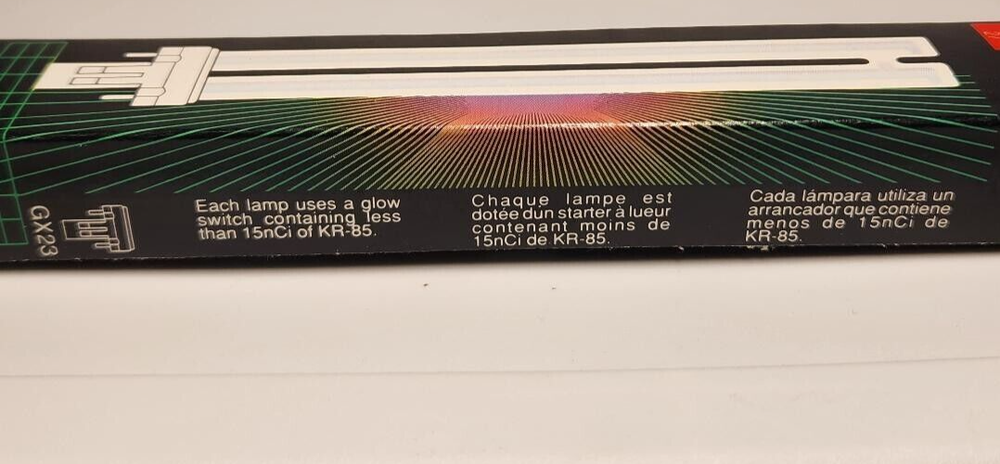 GX23
Each lamp uses a glow
switch containing less
than 15nCi of KR-85.
Chaque lampe est
dotée dun starter à lueur
contenant moins de
15nCi de KR-85.
Cada lámpara utiliza un
arrancador que contiene
menos de 15nCi de
KR-85.